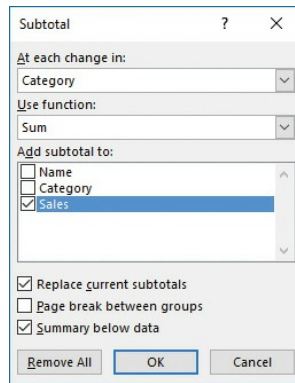 Subtotal ? ×
At each change in:
Category
Use function:
Sum
Add subtotal to:
Name
Category
Sales
Replace current subtotals
Page break between groups
Summary below data
Remove All OK Cancel